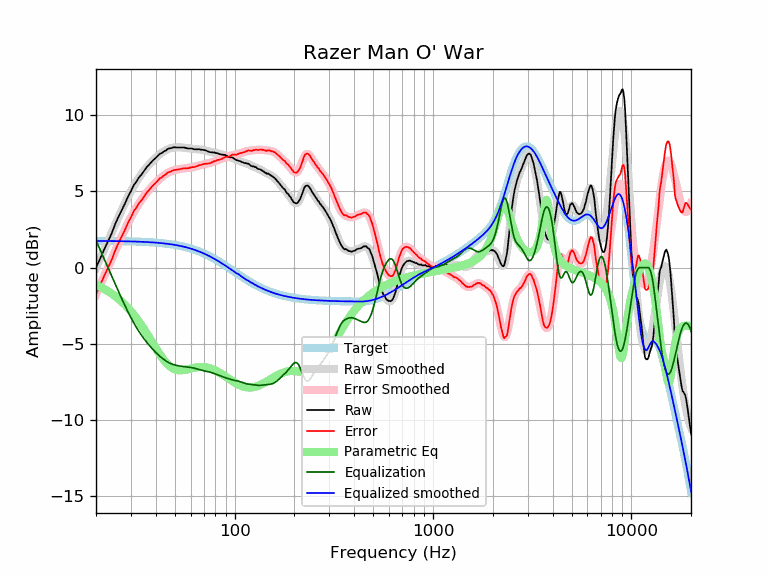 Razer Man O' War
Amplitude (dBr)
10
5
0
−5
−10
−15
Target
Raw Smoothed
Error Smoothed
Raw
Error
Parametric Eq
Equalization
Equalized smoothed
100
1000
10000
Frequency (Hz)